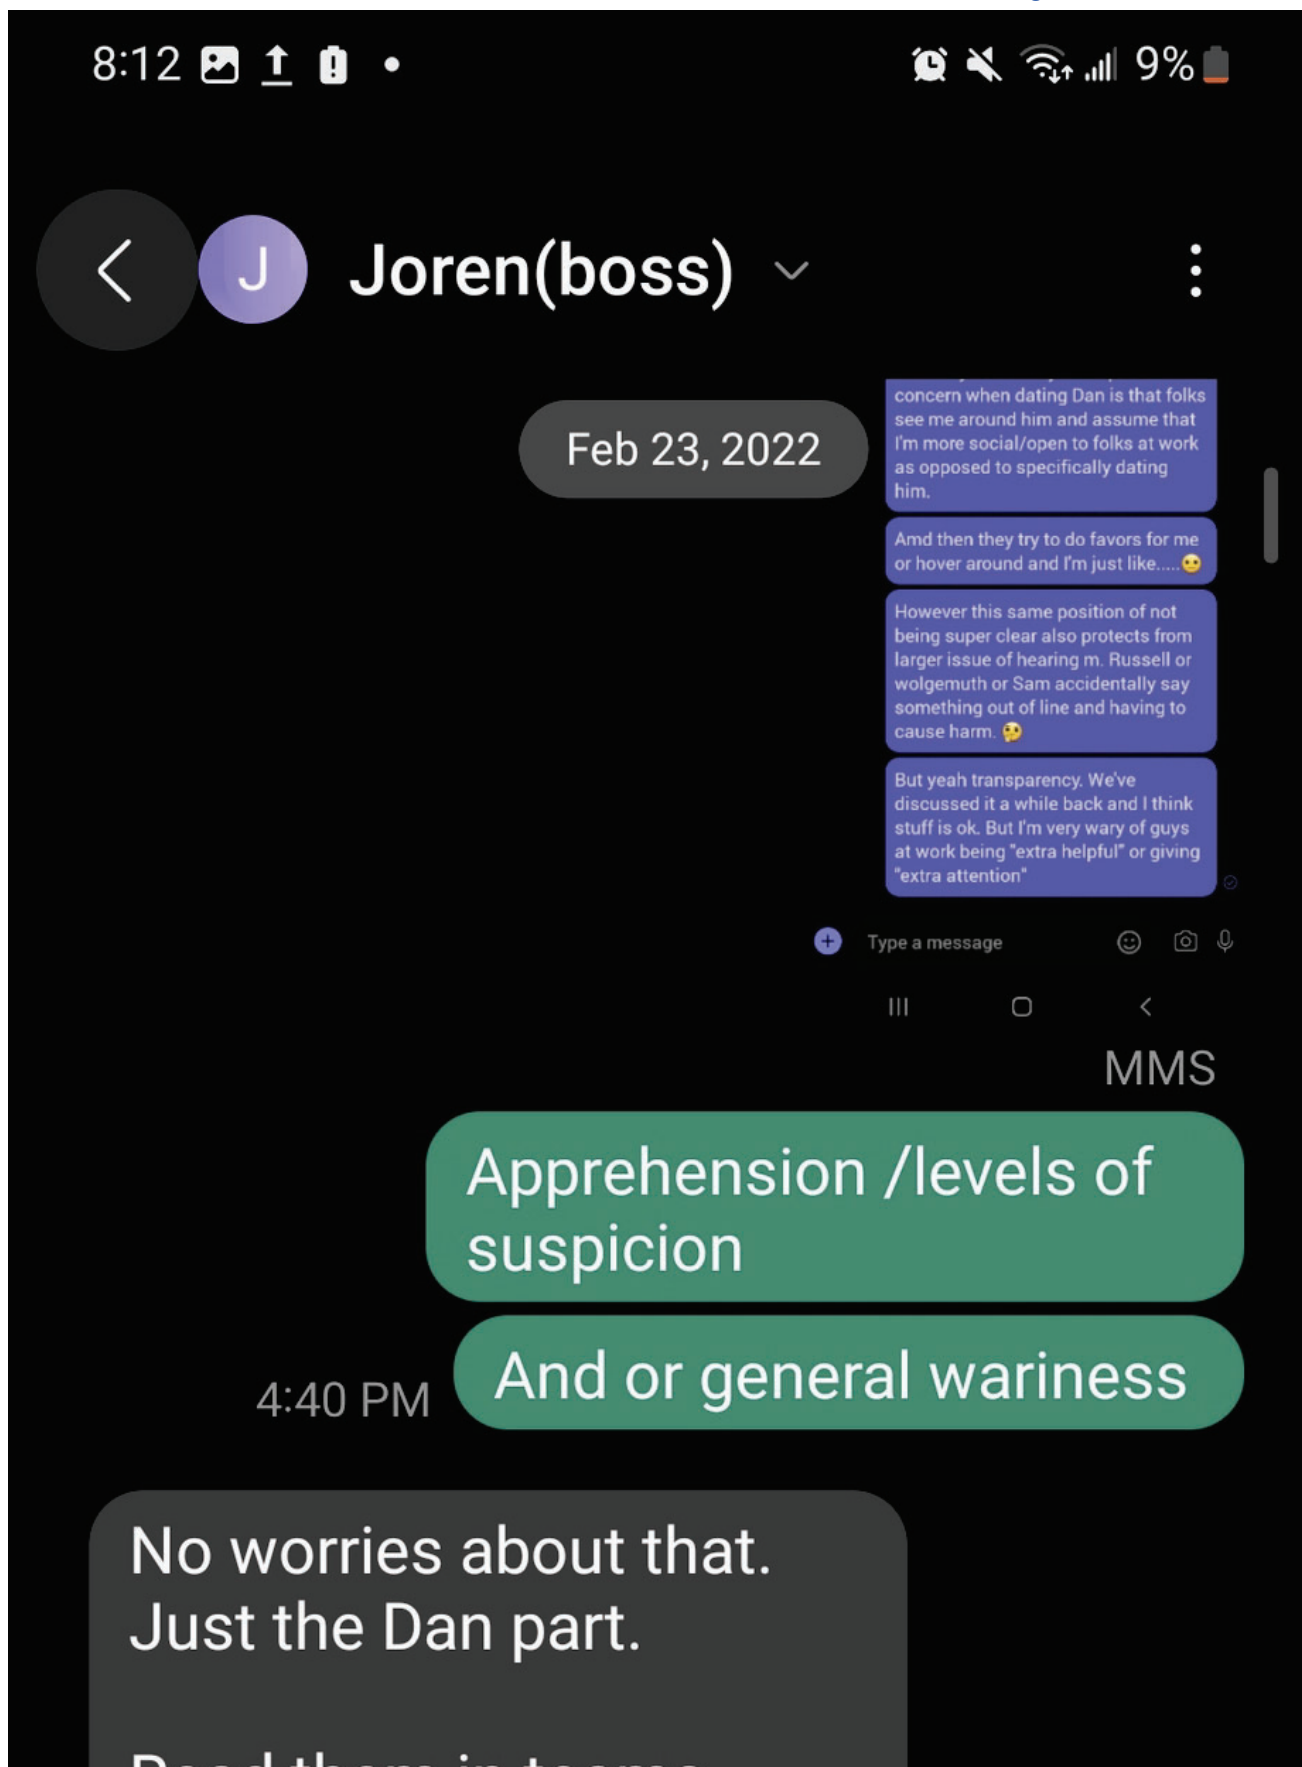 8:12
9%
J
Joren(boss)
Feb 23, 2022
concern when dating Dan is that folks
see me around him and assume that
I'm more social/open to folks at work
as opposed to specifically dating
him.
Amd then they try to do favors for me
or hover around and I'm just like.....😐
However this same position of not
being super clear also protects from
larger issue of hearing m. Russell or
wolgemuth or Sam accidentally say
something out of line and having to
cause harm. 🤔
But yeah transparency. We've
discussed it a while back and I think
stuff is ok. But I'm very wary of guys
at work being "extra helpful" or giving
"extra attention"
Type a message
MMS
Apprehension /levels of
suspicion
And or general wariness
4:40 PM
No worries about that.
Just the Dan part.